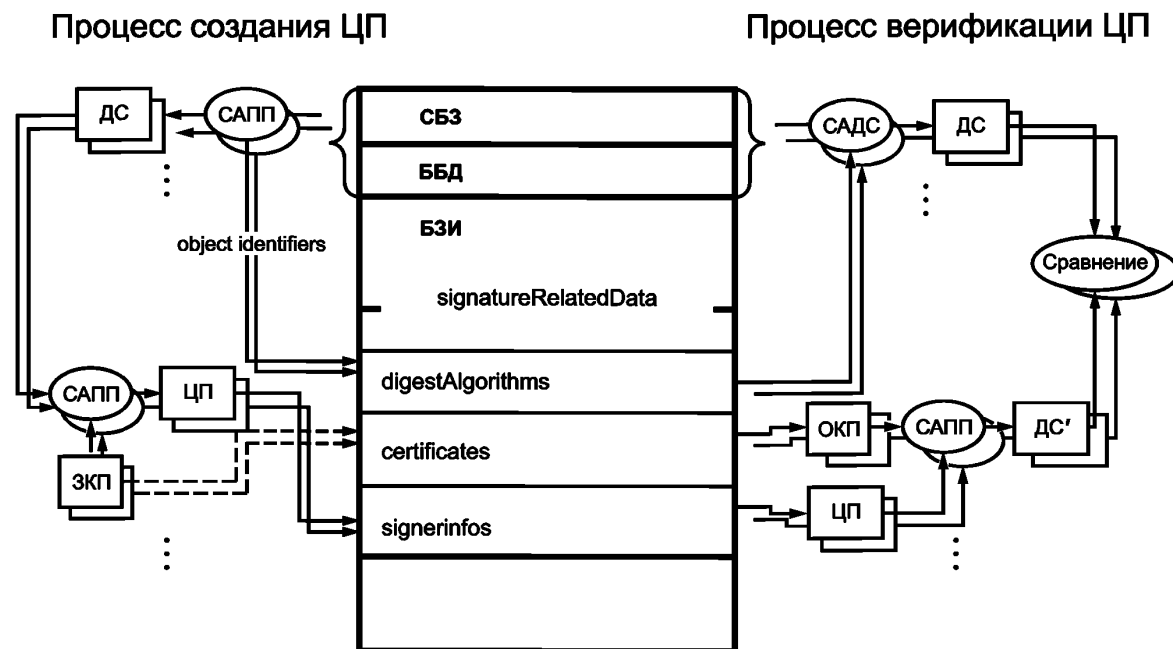 Процесс создания ЦП
Процесс верификации ЦП
ДС
САПП
СБЗ
САДС
ДС
ББД
БЗИ
object identifiers
Сравнение
signatureRelatedData
САПП
ЦП
digestAlgorithms
ОКП
САПП
ДС′
certificates
ЗКП
ЦП
signerinfos